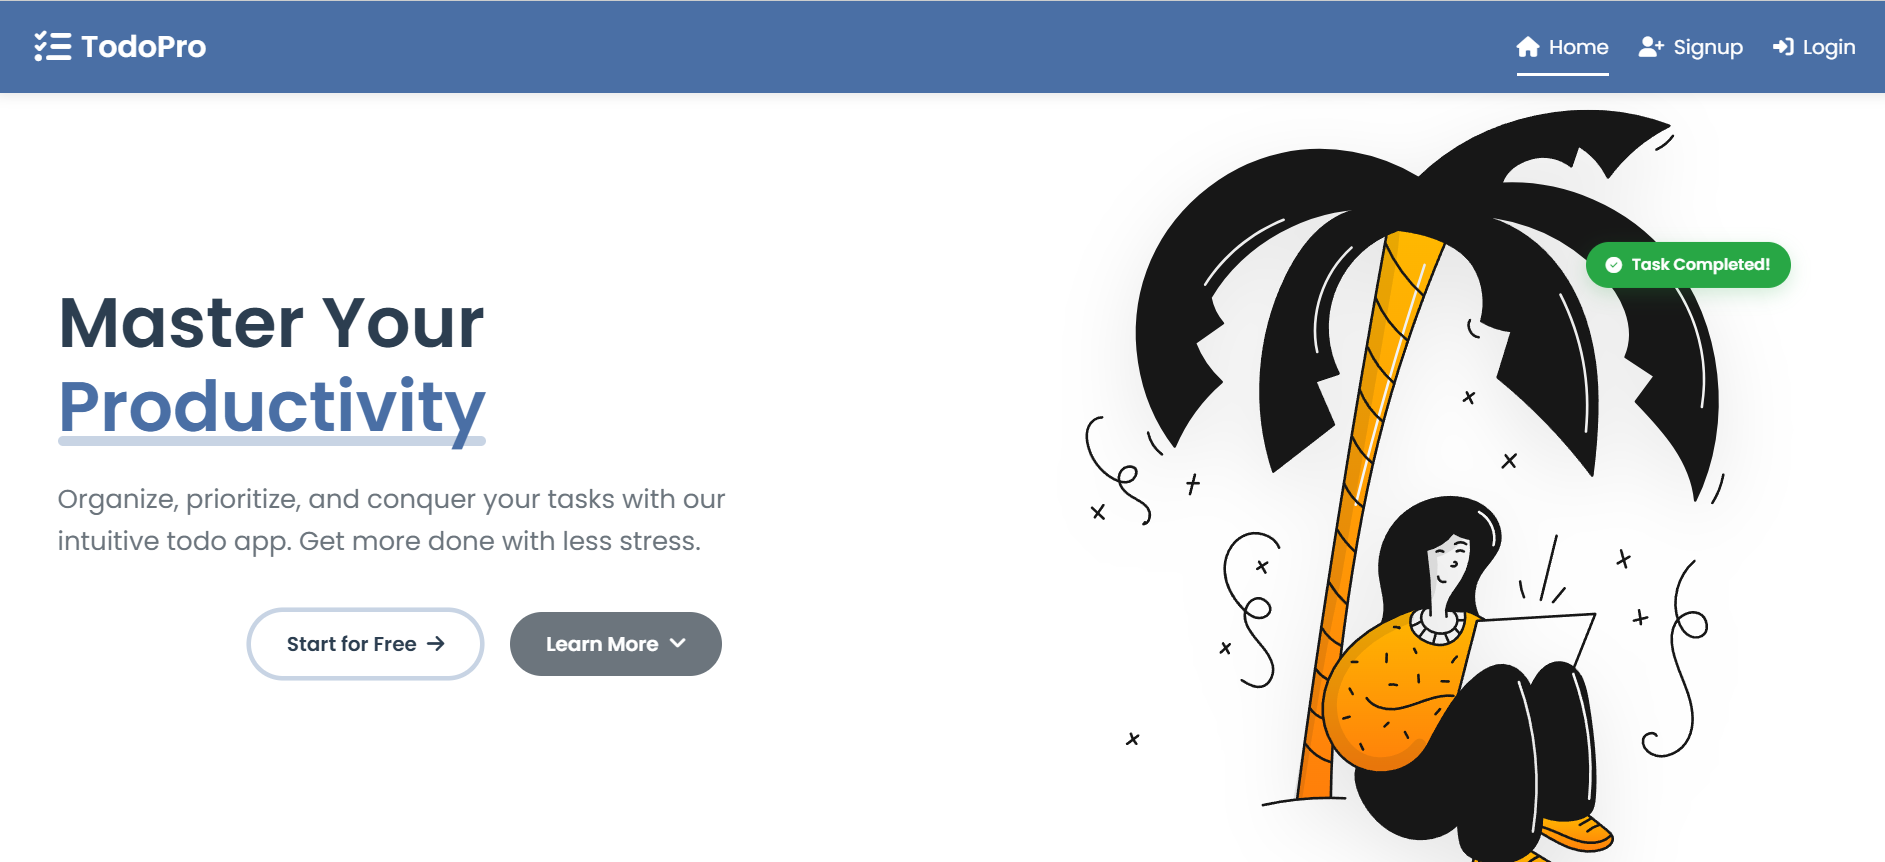 TodoPro
Home
Signup
Login
Task Completed!
Master Your
Productivity
Organize, prioritize, and conquer your tasks with our
intuitive todo app. Get more done with less stress.
Start for Free
Learn More